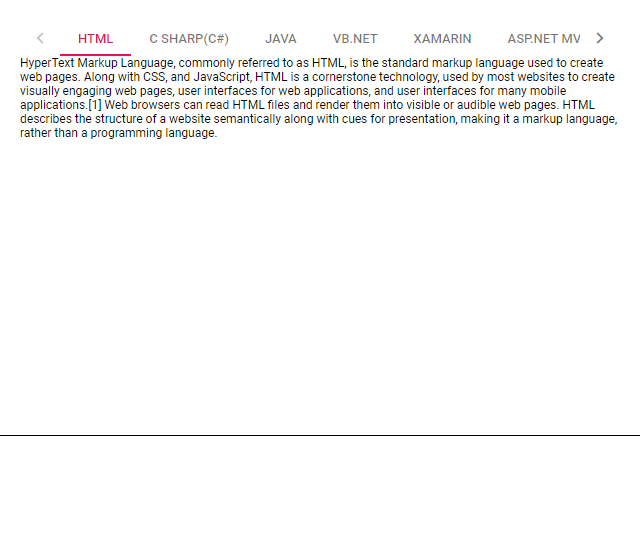 HTML C SHARP(C#) JAVA VB.NET XAMARIN ASP.NET MV
HyperText Markup Language, commonly referred to as HTML, is the standard markup language used to create
web pages. Along with CSS, and JavaScript, HTML is a cornerstone technology, used by most websites to create
visually engaging web pages, user interfaces for web applications, and user interfaces for many mobile
applications.[1] Web browsers can read HTML files and render them into visible or audible web pages. HTML
describes the structure of a website semantically along with cues for presentation, making it a markup language,
rather than a programming language.